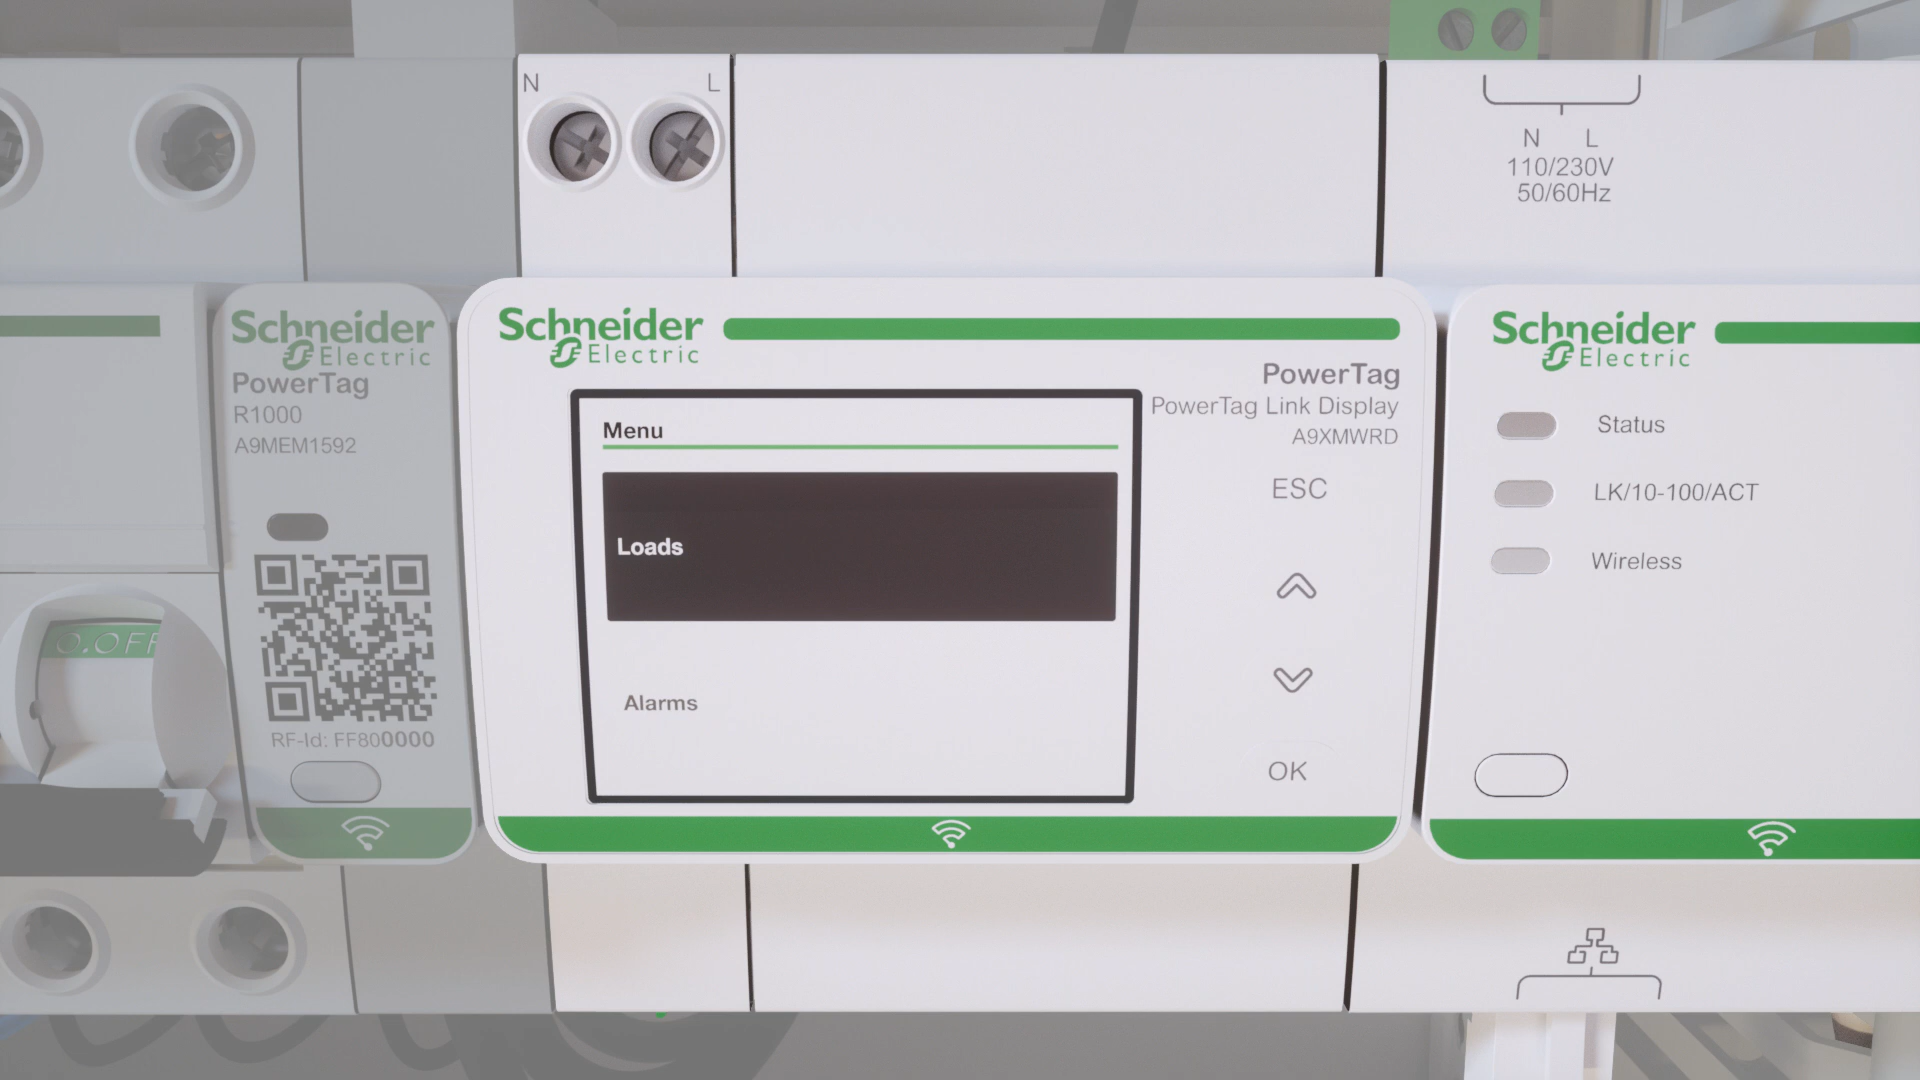 N L
N L
110/230V
50/60Hz
Schneider
Electric
PowerTag
R1000
A9MEM1592
O.OFF
RF-Id: FF800000
Schneider
Electric
PowerTag
PowerTag Link Display
A9XMWRD
Menu
Loads
Alarms
ESC
OK
Schneider
Electric
Status
LK/10-100/ACT
Wireless